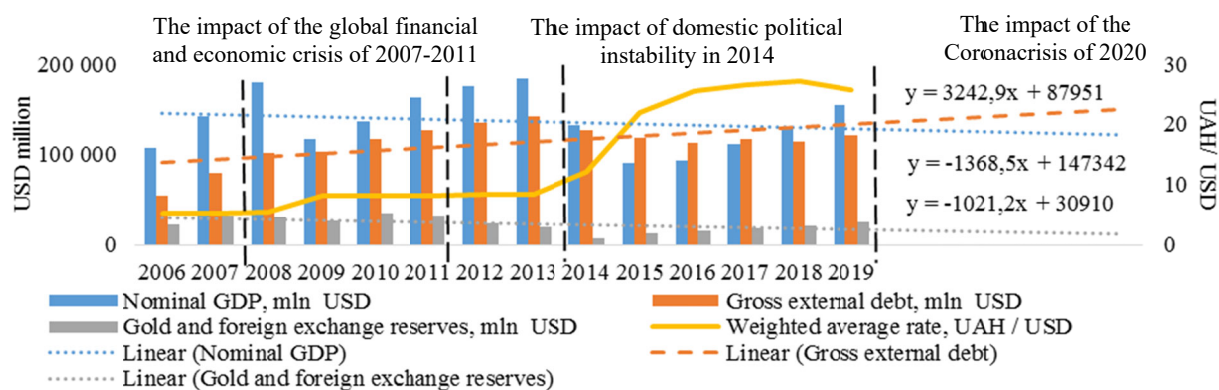 The impact of the global financial
and economic crisis of 2007-2011
The impact of domestic political
instability in 2014
The impact of the
Coronacrisis of 2020
200 000
100 000
0
USD million
30
20
10
0
UAH/ USD
y = 3242,9x + 87951
y = -1368,5x + 147342
y = -1021,2x + 30910
2006 2007 2008 2009 2010 2011 2012 2013 2014 2015 2016 2017 2018 2019
Nominal GDP, mln USD
Gross external debt, mln USD
Gold and foreign exchange reserves, mln USD
Weighted average rate, UAH / USD
Linear (Nominal GDP)
Linear (Gross external debt)
Linear (Gold and foreign exchange reserves)